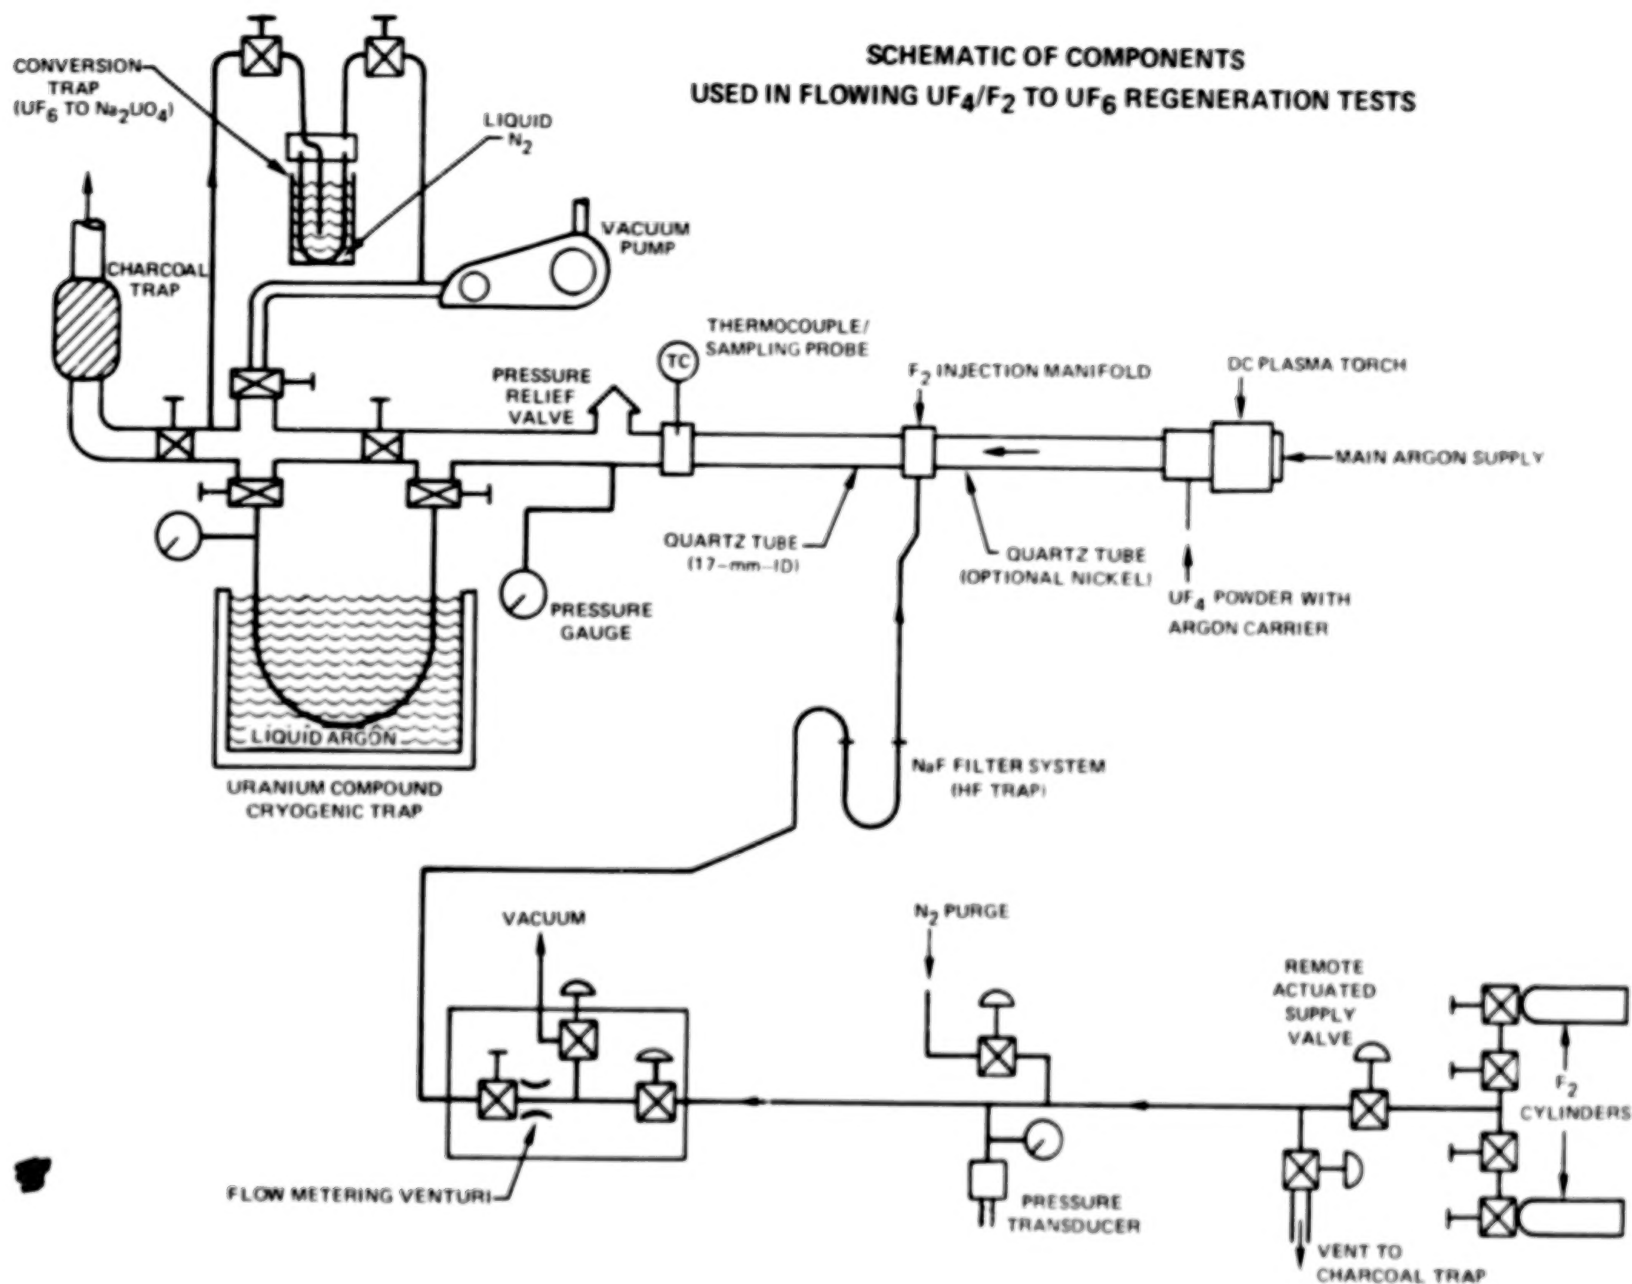 SCHEMATIC OF COMPONENTS
USED IN FLOWING UF4/F2 TO UF6 REGENERATION TESTS
CONVERSION
TRAP
(UF6 TO Na2UO4)
LIQUID
N2
VACUUM
PUMP
CHARCOAL
TRAP
THERMOCOUPLE/
SAMPLING PROBE
TC
PRESSURE
RELIEF
VALVE
F2 INJECTION MANIFOLD
DC PLASMA TORCH
MAIN ARGON SUPPLY
QUARTZ TUBE
(17-mm-ID)
QUARTZ TUBE
(OPTIONAL NICKEL)
UF4 POWDER WITH
ARGON CARRIER
PRESSURE
GAUGE
LIQUID ARGON
URANIUM COMPOUND
CRYOGENIC TRAP
NaF FILTER SYSTEM
(HF TRAP)
VACUUM
N2 PURGE
REMOTE
ACTUATED
SUPPLY
VALVE
F2
CYLINDERS
FLOW METERING VENTURI
PRESSURE
TRANSDUCER
VENT TO
CHARCOAL TRAP